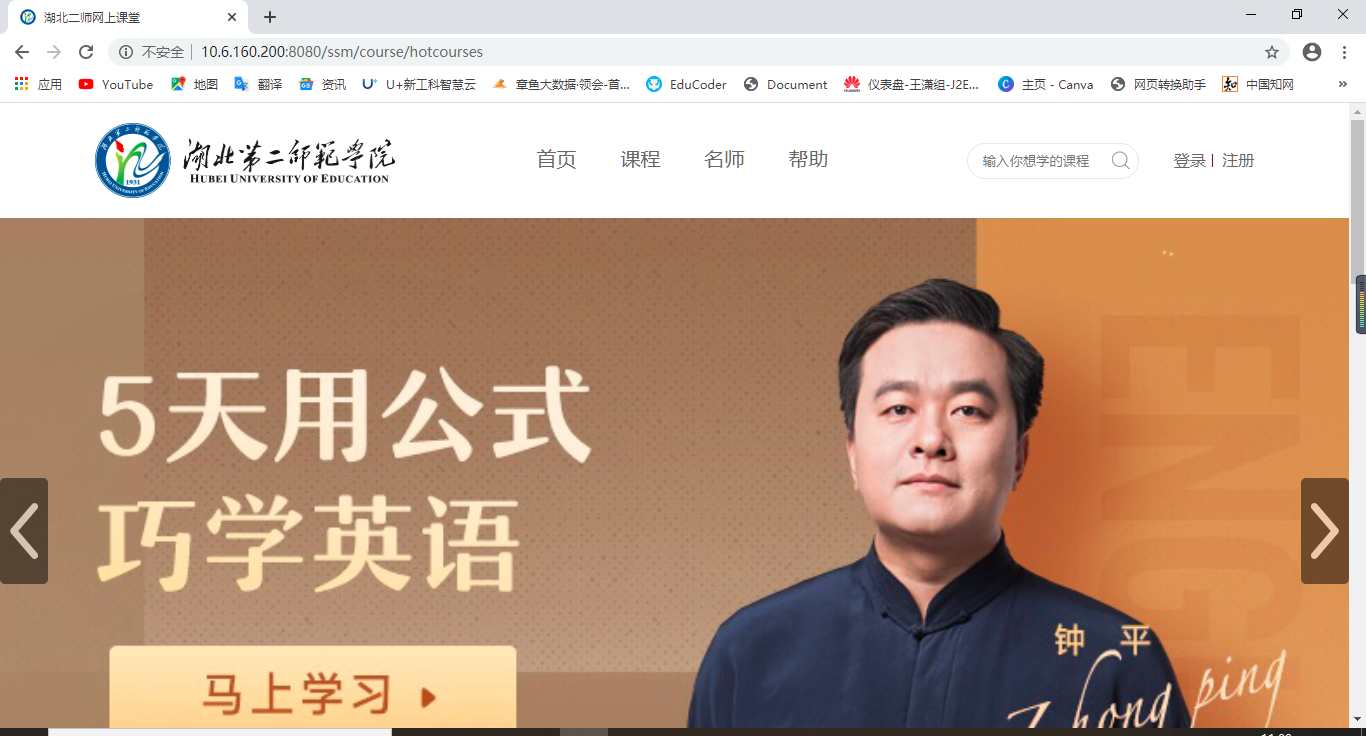 湖北二师网上课堂
不安全 10.6.160.200:8080/ssm/course/hotcourses
应用 YouTube 地图 翻译 资讯 U+新工科智慧云 章鱼大数据·领会-首... EduCoder Document 仪表盘-王潇组-J2E... 主页 - Canva 网页转换助手 中国知网 »
湖北第二师范学院
HUBEI UNIVERSITY OF EDUCATION
1931
首页 课程 名师 帮助 输入你想学的课程 登录 | 注册
5天用公式
巧学英语
马上学习
钟 平
Zhong ping
ENG